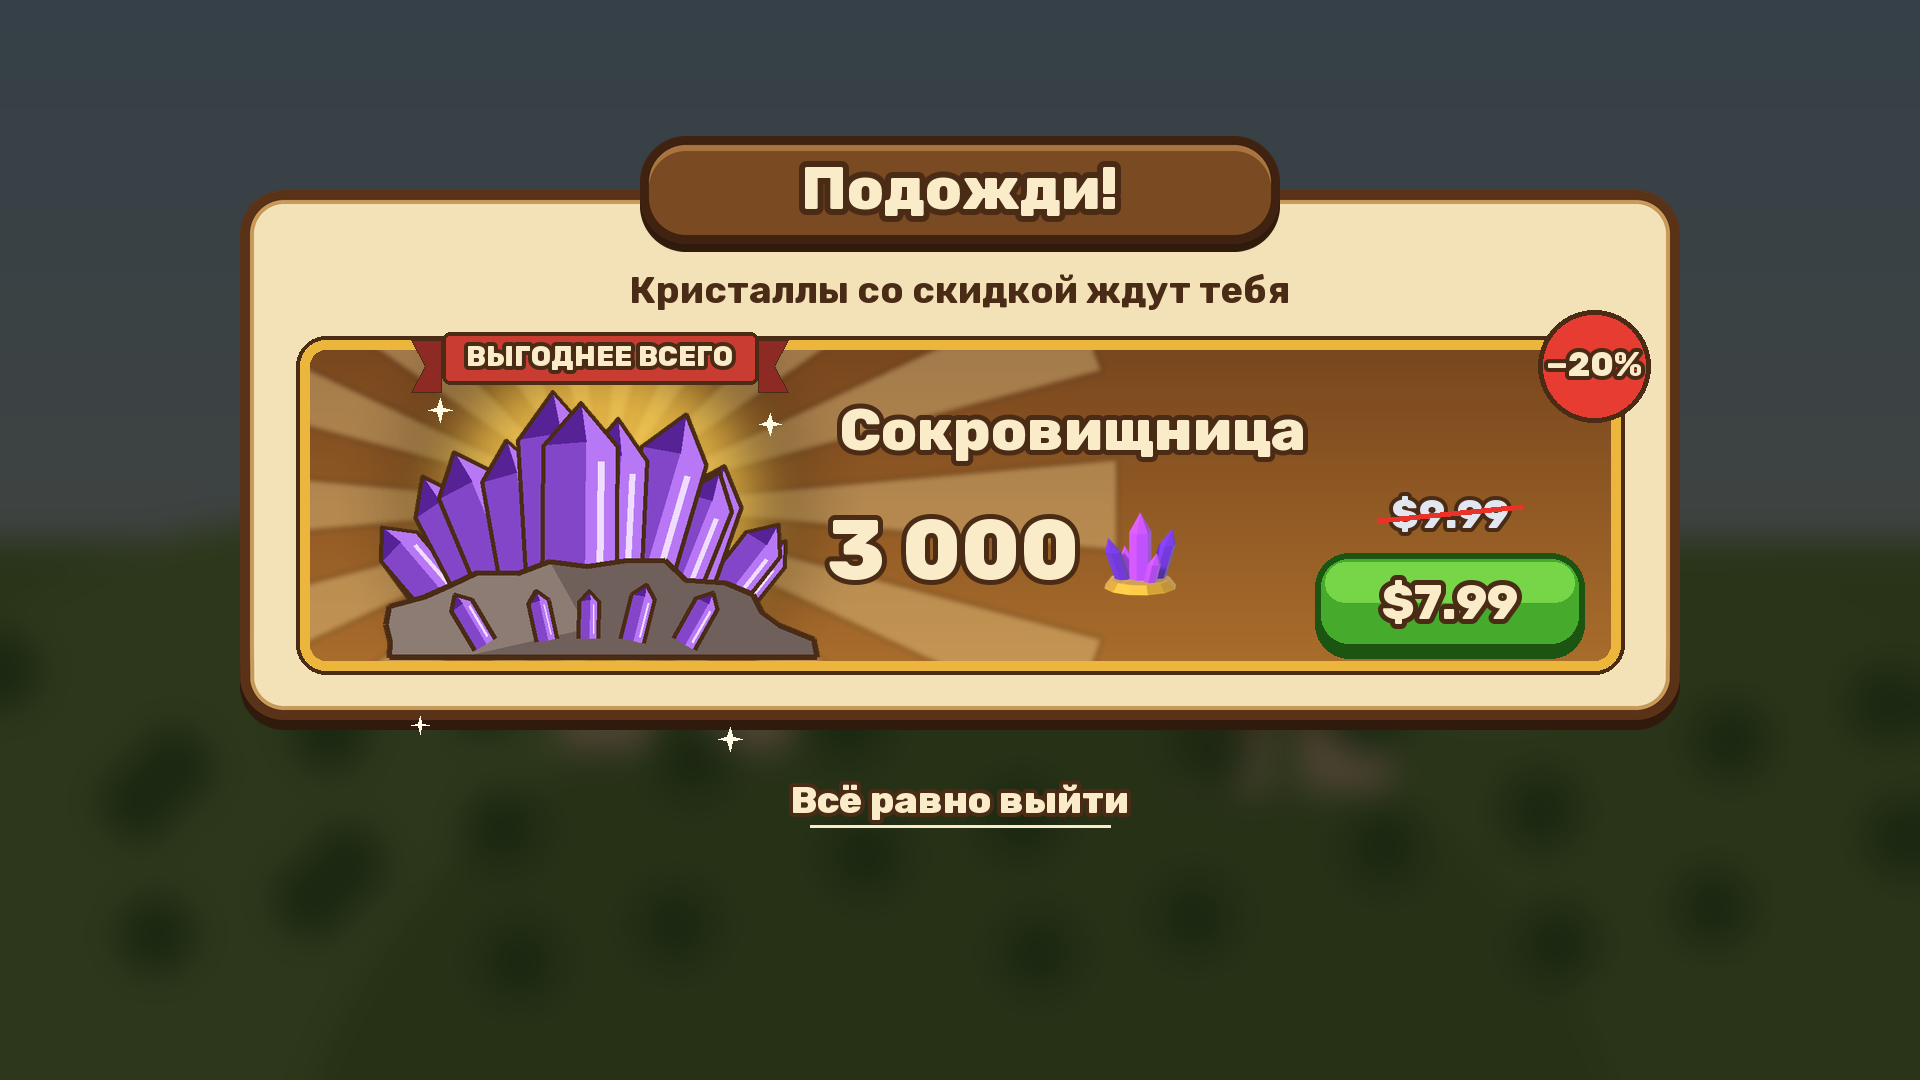 Подожди!
Кристаллы со скидкой ждут тебя
ВЫГОДНЕЕ ВСЕГО
−20%
Сокровищница
3 000
$9.99
$7.99
Всё равно выйти